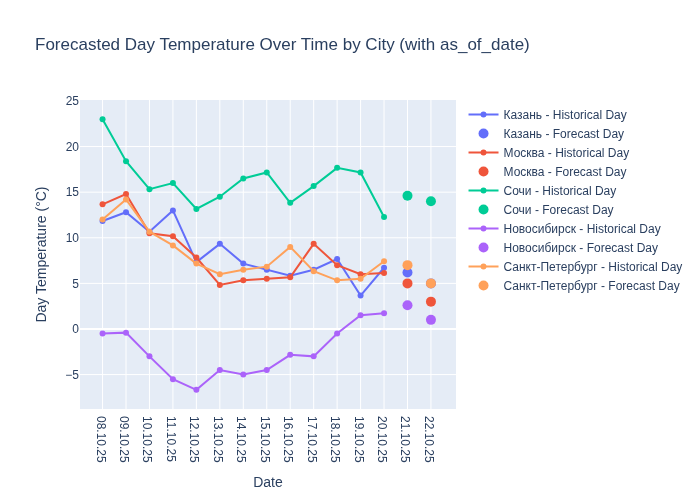 Forecasted Day Temperature Over Time by City (with as_of_date)
25
20
15
10
5
0
−5
Day Temperature (°C)
08.10.25
09.10.25
10.10.25
11.10.25
12.10.25
13.10.25
14.10.25
15.10.25
16.10.25
17.10.25
18.10.25
19.10.25
20.10.25
21.10.25
22.10.25
Date
Казань - Historical Day
Казань - Forecast Day
Москва - Historical Day
Москва - Forecast Day
Сочи - Historical Day
Сочи - Forecast Day
Новосибирск - Historical Day
Новосибирск - Forecast Day
Санкт-Петербург - Historical Day
Санкт-Петербург - Forecast Day